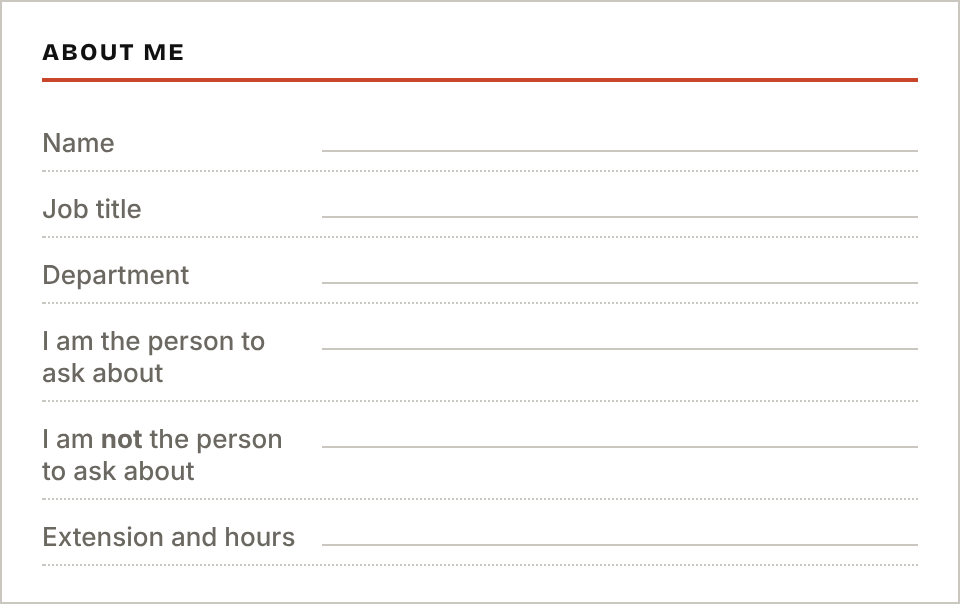 ABOUT ME
Name
Job title
Department
I am the person to
ask about
I am not the person
to ask about
Extension and hours